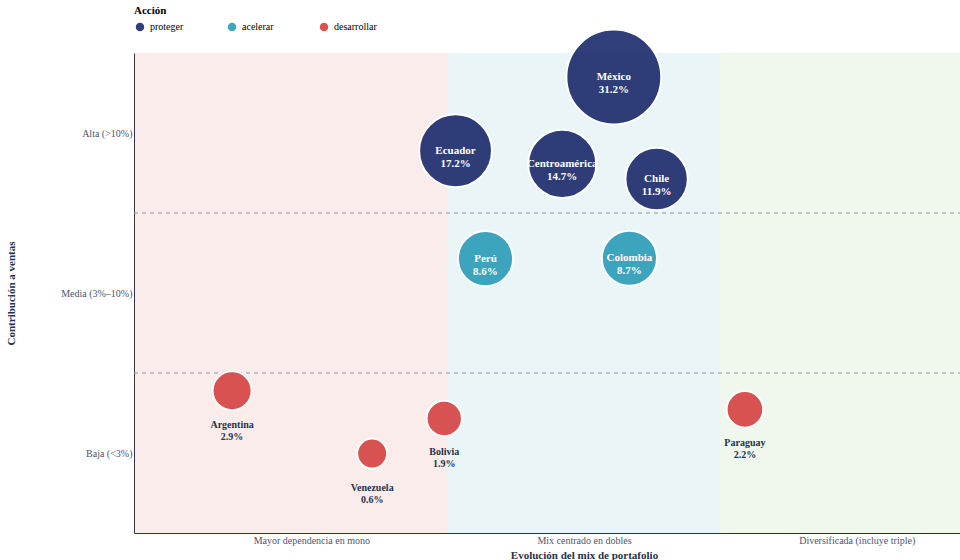 Acción
proteger
acelerar
desarrollar
México
31.2%
Alta (>10%)
Ecuador
17.2%
Centroamérica
14.7%
Chile
11.9%
Contribución a ventas
Media (3%–10%)
Perú
8.6%
Colombia
8.7%
Baja (<3%)
Argentina
2.9%
Venezuela
0.6%
Bolivia
1.9%
Paraguay
2.2%
Mayor dependencia en mono
Mix centrado en dobles
Diversificada (incluye triple)
Evolución del mix de portafolio